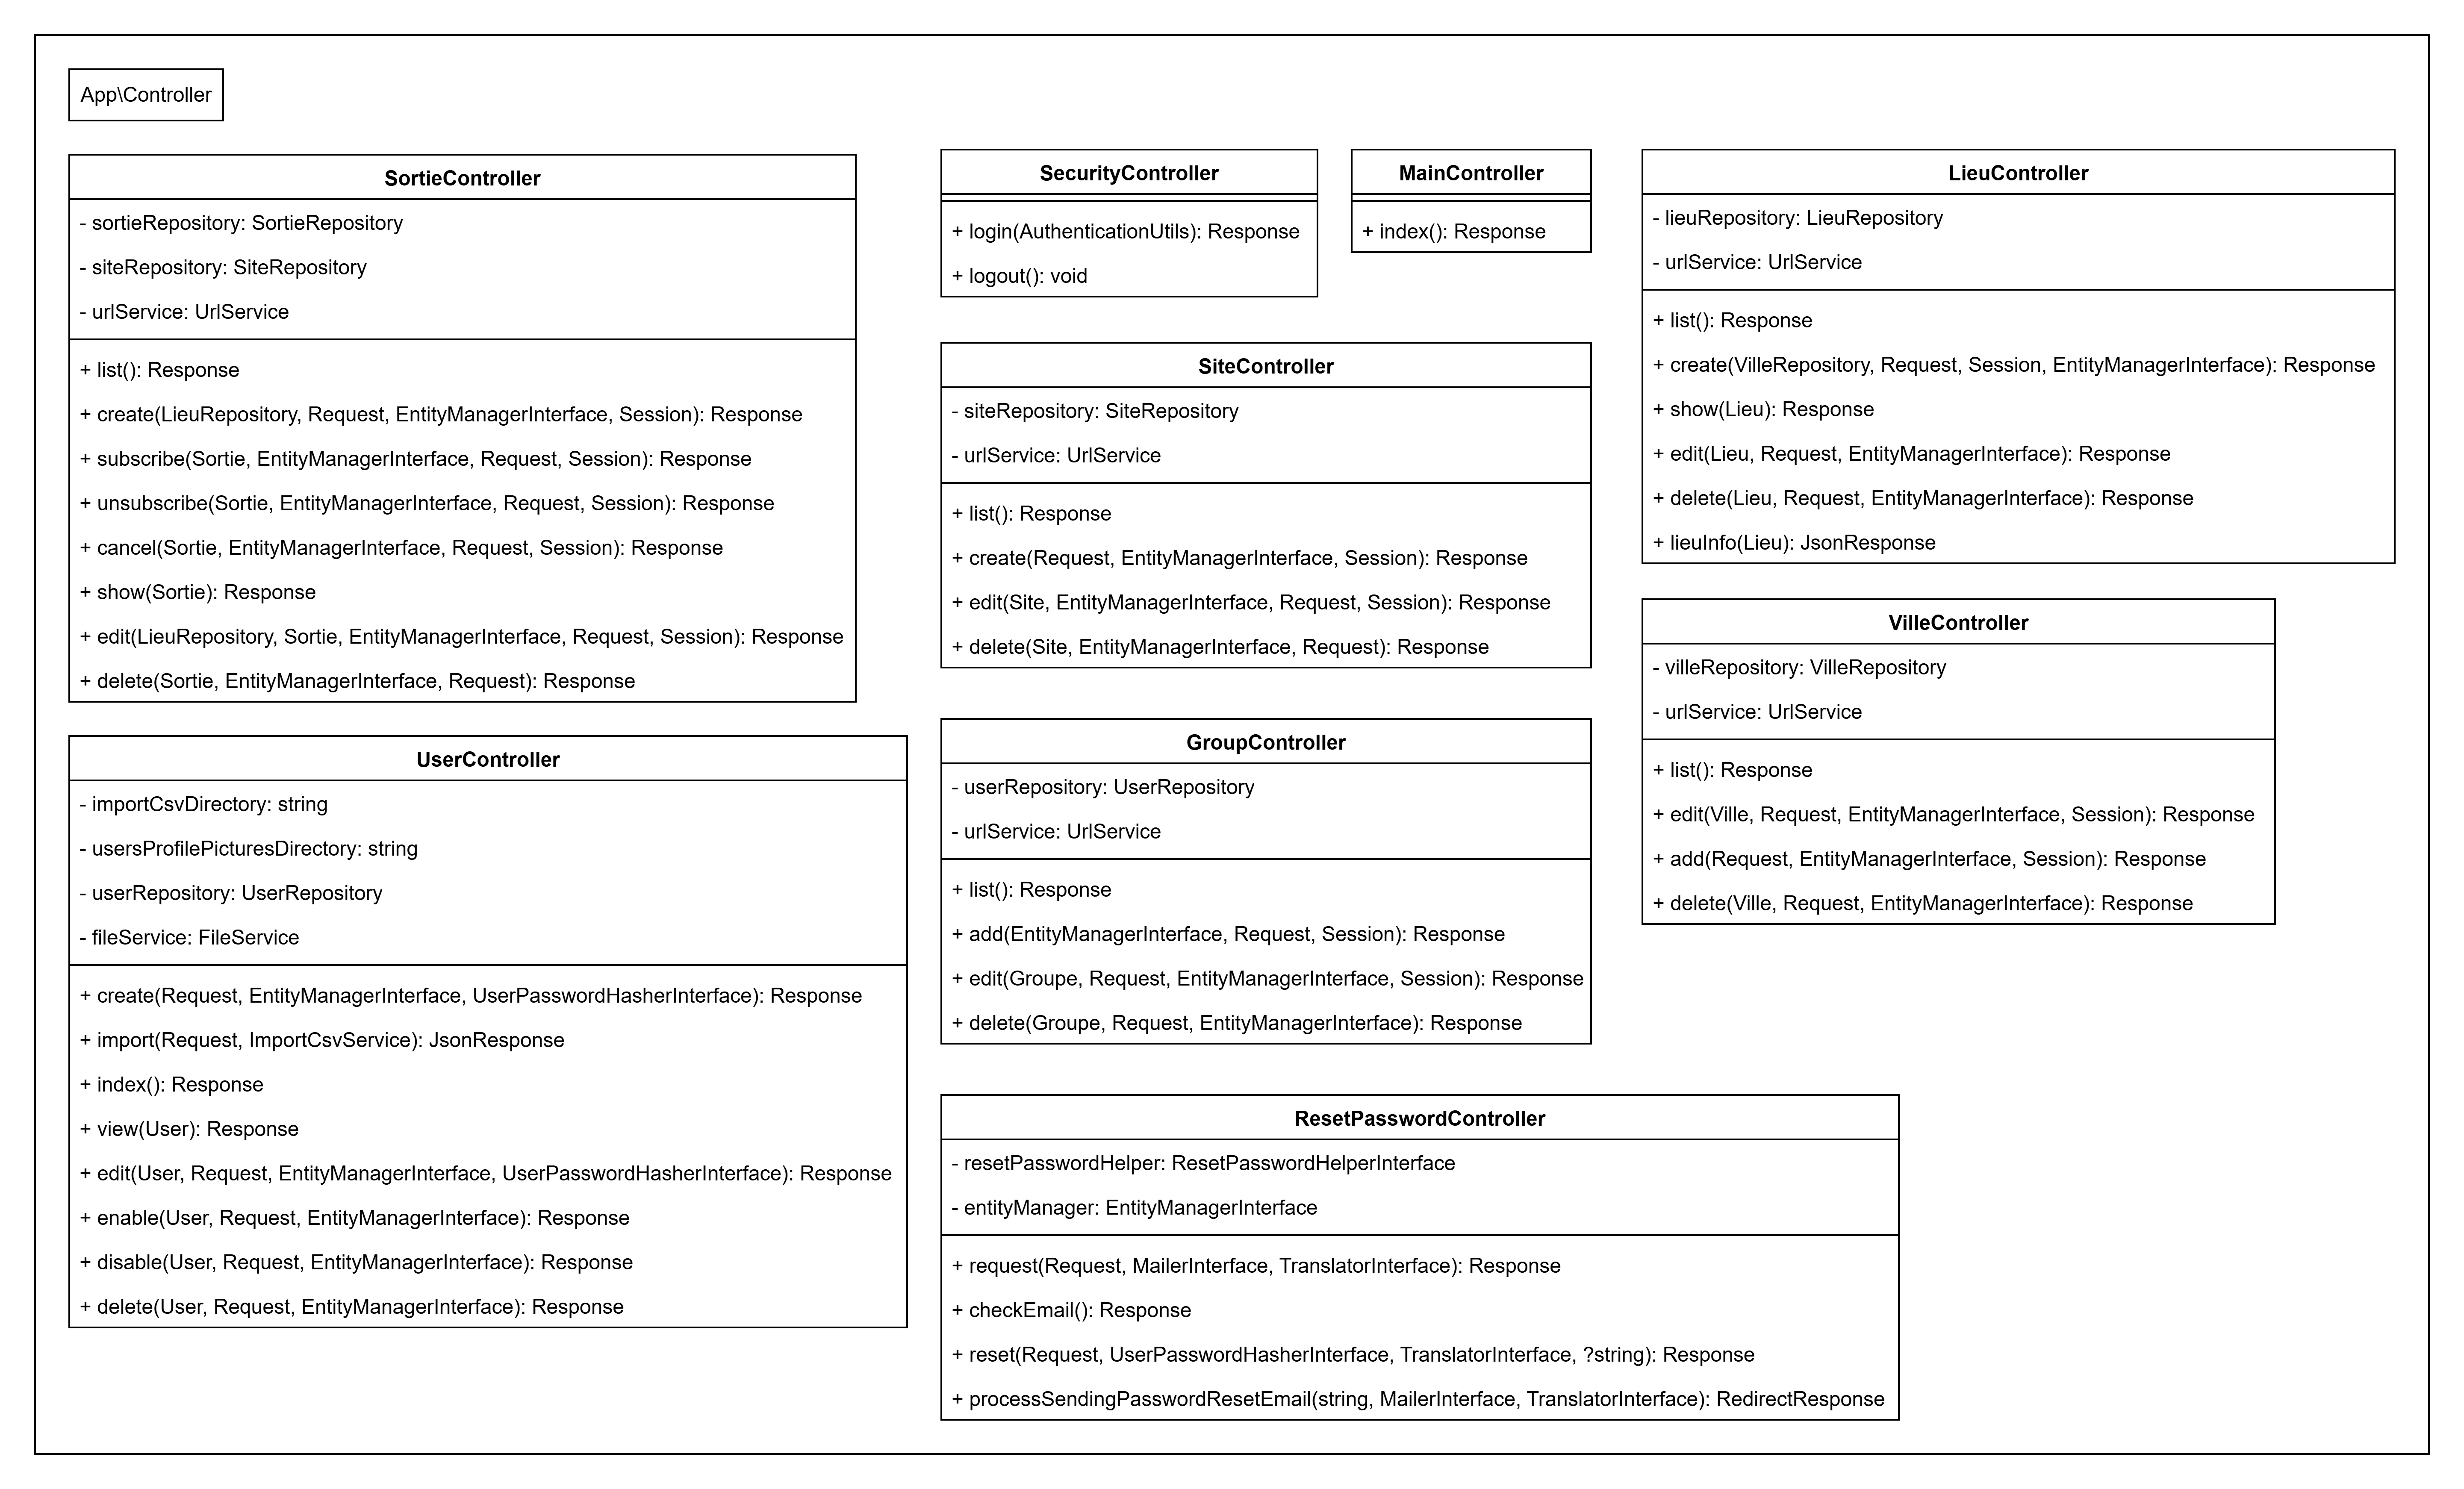 App\Controller
SortieController
- sortieRepository: SortieRepository
- siteRepository: SiteRepository
- urlService: UrlService
+ list(): Response
+ create(LieuRepository, Request, EntityManagerInterface, Session): Response
+ subscribe(Sortie, EntityManagerInterface, Request, Session): Response
+ unsubscribe(Sortie, EntityManagerInterface, Request, Session): Response
+ cancel(Sortie, EntityManagerInterface, Request, Session): Response
+ show(Sortie): Response
+ edit(LieuRepository, Sortie, EntityManagerInterface, Request, Session): Response
+ delete(Sortie, EntityManagerInterface, Request): Response
UserController
- importCsvDirectory: string
- usersProfilePicturesDirectory: string
- userRepository: UserRepository
- fileService: FileService
+ create(Request, EntityManagerInterface, UserPasswordHasherInterface): Response
+ import(Request, ImportCsvService): JsonResponse
+ index(): Response
+ view(User): Response
+ edit(User, Request, EntityManagerInterface, UserPasswordHasherInterface): Response
+ enable(User, Request, EntityManagerInterface): Response
+ disable(User, Request, EntityManagerInterface): Response
+ delete(User, Request, EntityManagerInterface): Response
SecurityController
+ login(AuthenticationUtils): Response
+ logout(): void
MainController
+ index(): Response
SiteController
- siteRepository: SiteRepository
- urlService: UrlService
+ list(): Response
+ create(Request, EntityManagerInterface, Session): Response
+ edit(Site, EntityManagerInterface, Request, Session): Response
+ delete(Site, EntityManagerInterface, Request): Response
GroupController
- userRepository: UserRepository
- urlService: UrlService
+ list(): Response
+ add(EntityManagerInterface, Request, Session): Response
+ edit(Groupe, Request, EntityManagerInterface, Session): Response
+ delete(Groupe, Request, EntityManagerInterface): Response
ResetPasswordController
- resetPasswordHelper: ResetPasswordHelperInterface
- entityManager: EntityManagerInterface
+ request(Request, MailerInterface, TranslatorInterface): Response
+ checkEmail(): Response
+ reset(Request, UserPasswordHasherInterface, TranslatorInterface, ?string): Response
+ processSendingPasswordResetEmail(string, MailerInterface, TranslatorInterface): RedirectResponse
LieuController
- lieuRepository: LieuRepository
- urlService: UrlService
+ list(): Response
+ create(VilleRepository, Request, Session, EntityManagerInterface): Response
+ show(Lieu): Response
+ edit(Lieu, Request, EntityManagerInterface): Response
+ delete(Lieu, Request, EntityManagerInterface): Response
+ lieuInfo(Lieu): JsonResponse
VilleController
- villeRepository: VilleRepository
- urlService: UrlService
+ list(): Response
+ edit(Ville, Request, EntityManagerInterface, Session): Response
+ add(Request, EntityManagerInterface, Session): Response
+ delete(Ville, Request, EntityManagerInterface): Response